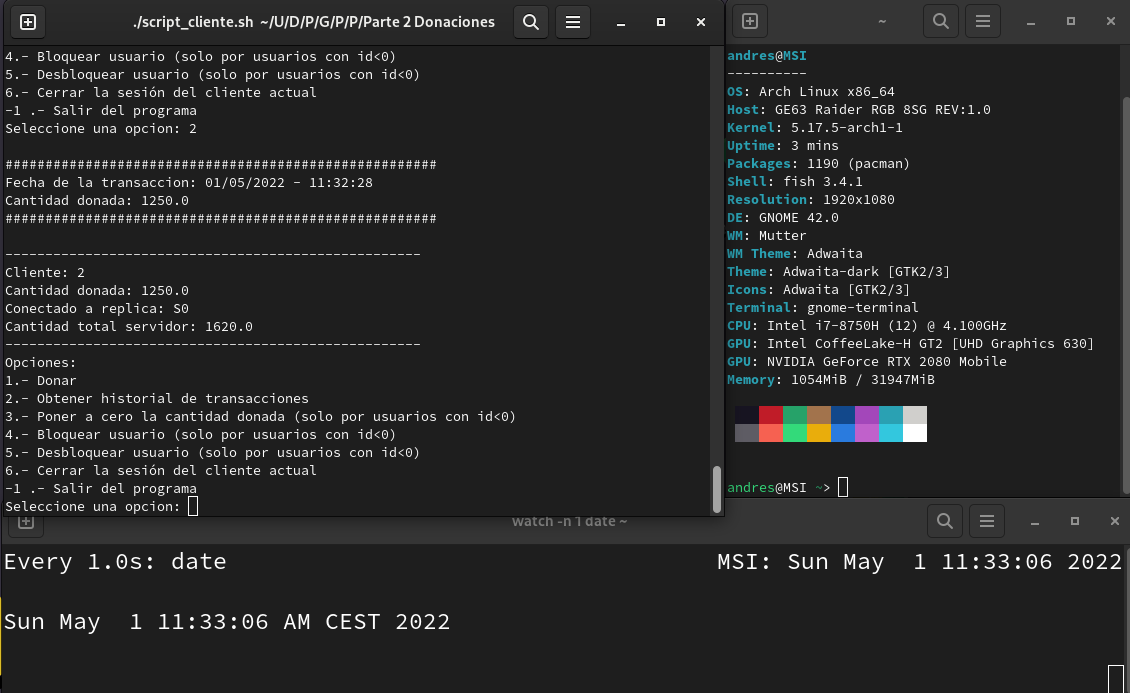 ./script_cliente.sh ~/U/D/P/G/P/P/Parte 2 Donaciones
4.- Bloquear usuario (solo por usuarios con id<0)
5.- Desbloquear usuario (solo por usuarios con id<0)
6.- Cerrar la sesión del cliente actual
-1 .- Salir del programa
Seleccione una opcion: 2
######################################################
Fecha de la transaccion: 01/05/2022 - 11:32:28
Cantidad donada: 1250.0
######################################################
----------------------------------------------------
Cliente: 2
Cantidad donada: 1250.0
Conectado a replica: S0
Cantidad total servidor: 1620.0
----------------------------------------------------
Opciones:
1.- Donar
2.- Obtener historial de transacciones
3.- Poner a cero la cantidad donada (solo por usuarios con id<0)
4.- Bloquear usuario (solo por usuarios con id<0)
5.- Desbloquear usuario (solo por usuarios con id<0)
6.- Cerrar la sesión del cliente actual
-1 .- Salir del programa
Seleccione una opcion:
~
andres@MSI
----------
OS: Arch Linux x86_64
Host: GE63 Raider RGB 8SG REV:1.0
Kernel: 5.17.5-arch1-1
Uptime: 3 mins
Packages: 1190 (pacman)
Shell: fish 3.4.1
Resolution: 1920x1080
DE: GNOME 42.0
WM: Mutter
WM Theme: Adwaita
Theme: Adwaita-dark [GTK2/3]
Icons: Adwaita [GTK2/3]
Terminal: gnome-terminal
CPU: Intel i7-8750H (12) @ 4.100GHz
GPU: Intel CoffeeLake-H GT2 [UHD Graphics 630]
GPU: NVIDIA GeForce RTX 2080 Mobile
Memory: 1054MiB / 31947MiB
andres@MSI ~>
watch -n 1 date ~
Every 1.0s: date MSI: Sun May  1 11:33:06 2022
Sun May  1 11:33:06 AM CEST 2022